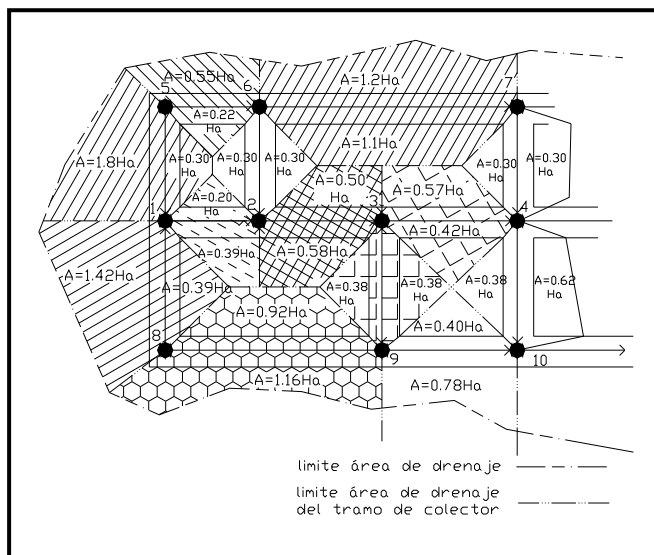 A=0.55Ha
5
6
A=1.2Ha
7
A=0.22
Ha
A=1.8Ha
A=1.1Ha
A=0.30
Ha
A=0.30
Ha
A=0.30
Ha
A=0.30
Ha
A=0.30
Ha
A=0.50
Ha
A=0.57Ha
A=0.20
Ha
1
2
3
4
A=0.42Ha
A=0.58Ha
A=0.39Ha
A=1.42Ha
A=0.39Ha
A=0.38
Ha
A=0.38
Ha
A=0.38
Ha
A=0.62
Ha
A=0.92Ha
A=0.40Ha
8
9
10
A=1.16Ha
A=0.78Ha
limite área de drenaje
limite área de drenaje
del tramo de colector